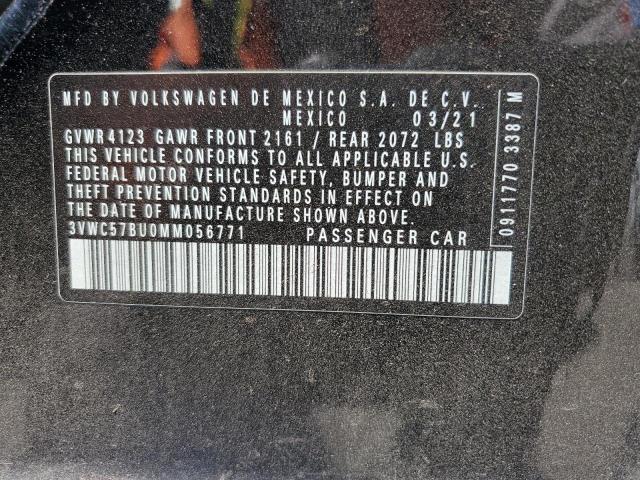 MFD BY VOLKSWAGEN DE MEXICO S.A. DE C.V.
MEXICO 03/21
GVWR 4123 GAWR FRONT 2161 / REAR 2072 LBS
THIS VEHICLE CONFORMS TO ALL APPLICABLE U.S.
FEDERAL MOTOR VEHICLE SAFETY, BUMPER AND
THEFT PREVENTION STANDARDS IN EFFECT ON
THE DATE OF MANUFACTURE SHOWN ABOVE.
3VWC57BU0MM056771 PASSENGER CAR
0911770 3387 M